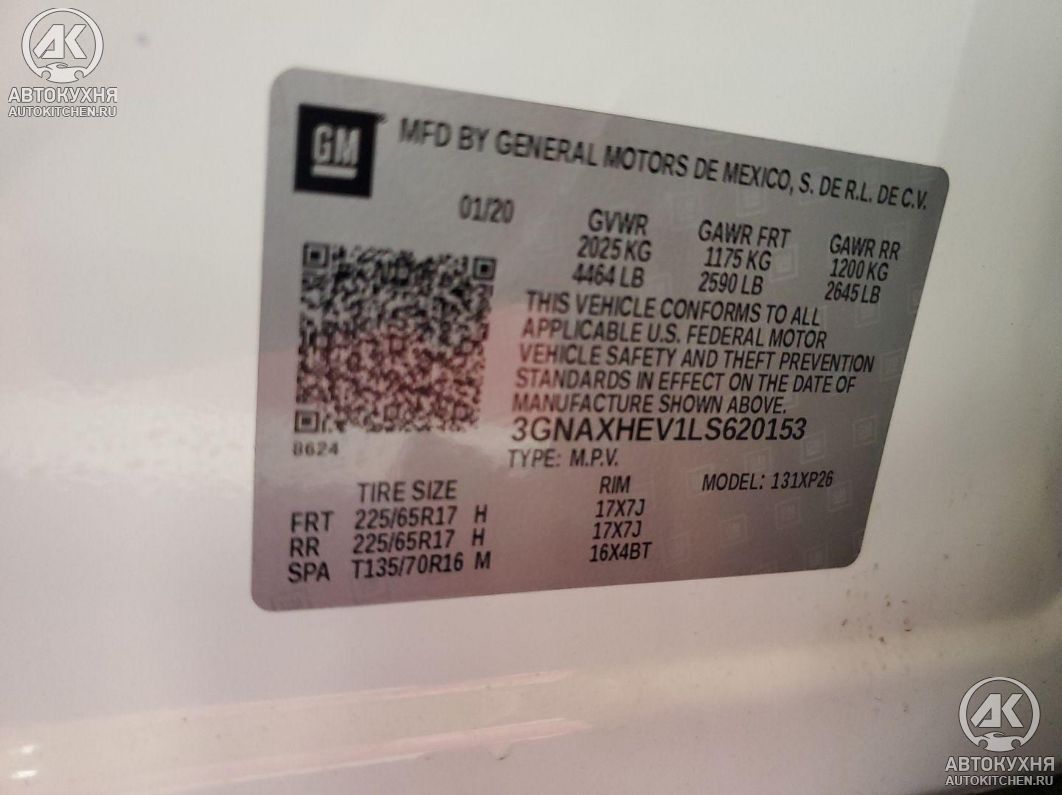 AK
АВТОКУХНЯ
AUTOKITCHEN.RU
GM
MFD BY GENERAL MOTORS DE MEXICO, S. DE R.L. DE C.V.
01/20
GVWR GAWR FRT GAWR RR
2025 KG 1175 KG 1200 KG
4464 LB 2590 LB 2645 LB
THIS VEHICLE CONFORMS TO ALL
APPLICABLE U.S. FEDERAL MOTOR
VEHICLE SAFETY AND THEFT PREVENTION
STANDARDS IN EFFECT ON THE DATE OF
MANUFACTURE SHOWN ABOVE.
3GNAXHEV1LS620153
8624
TYPE: M.P.V. MODEL: 131XP26
TIRE SIZE RIM
FRT 225/65R17 H 17X7J
RR 225/65R17 H 17X7J
SPA T135/70R16 M 16X4BT
AK
АВТОКУХНЯ
AUTOKITCHEN.RU